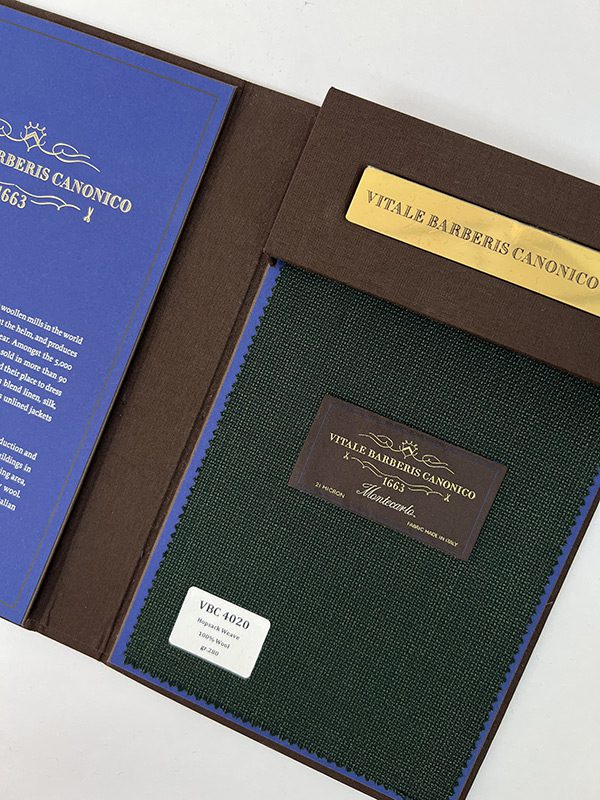 BARBERIS CANONICO
1663
woollen mills in the world
at the helm, and produces
ear. Amongst the 5,000
sold in more than 90
d their place to dress
blend linen, silk,
unlined jackets
duction and
uildings in
ing area,
wool.
talian
VITALE BARBERIS CANONICO
VITALE BARBERIS CANONICO
1663
21 MICRON
Montecarlo
FABRIC MADE IN ITALY
VBC 4020
Hopsack Weave
100% Wool
gr.280